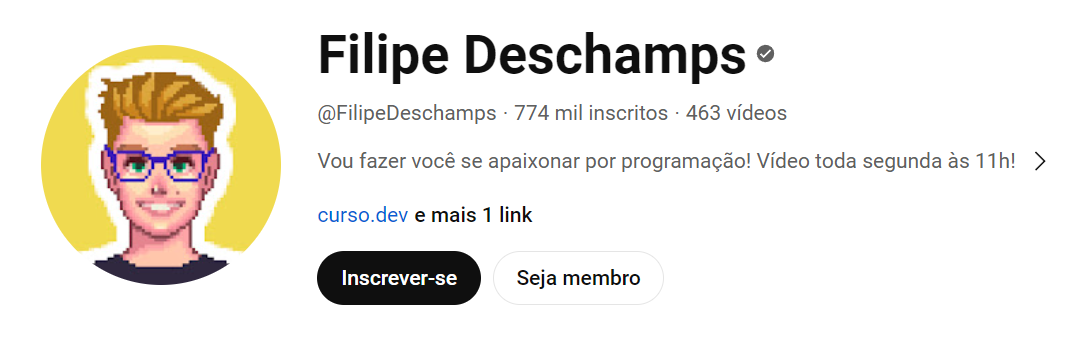 Filipe Deschamps
@FilipeDeschamps · 774 mil inscritos · 463 vídeos
Vou fazer você se apaixonar por programação! Vídeo toda segunda às 11h!
curso.dev e mais 1 link
Inscrever-se Seja membro